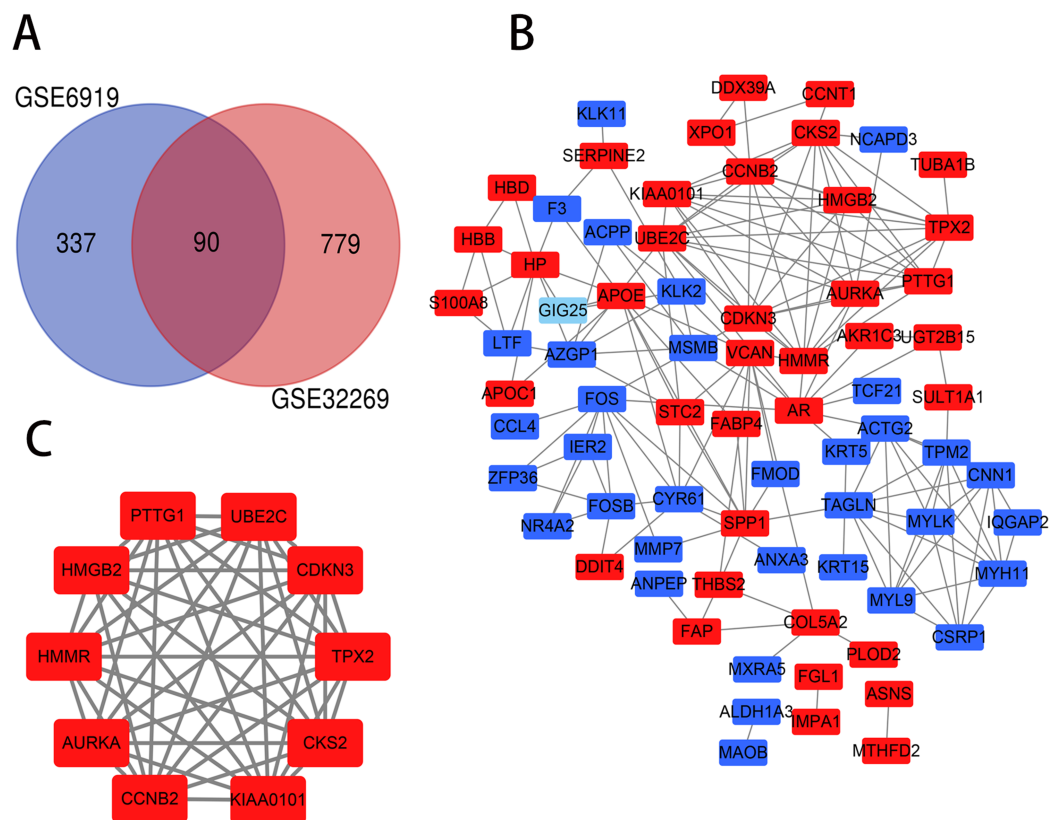 A
GSE6919
337
90
779
GSE32269
B
DDX39A
CCNT1
KLK11
XPO1
CKS2
NCAPD3
SERPINE2
TUBA1B
CCNB2
HBD
KIAA0101
HMGB2
F3
ACPP
TPX2
HBB
UBE2C
HP
PTTG1
S100A8
APOE
KLK2
AURKA
GIG25
CDKN3
LTF
AZGP1
MSMB
VCAN
HMMR
AKR1C3
UGT2B15
APOC1
FOS
STC2
FABP4
AR
TCF21
SULT1A1
CCL4
IER2
ACTG2
KRT5
TPM2
ZFP36
FMOD
CNN1
FOSB
CYR61
TAGLN
NR4A2
SPP1
MYLK
IQGAP2
MMP7
DDIT4
ANXA3
KRT15
MYH11
ANPEP
THBS2
MYL9
FAP
COL5A2
CSRP1
PLOD2
MXRA5
FGL1
ASNS
ALDH1A3
IMPA1
MAOB
MTHFD2
C
PTTG1
UBE2C
HMGB2
CDKN3
HMMR
TPX2
AURKA
CKS2
CCNB2
KIAA0101